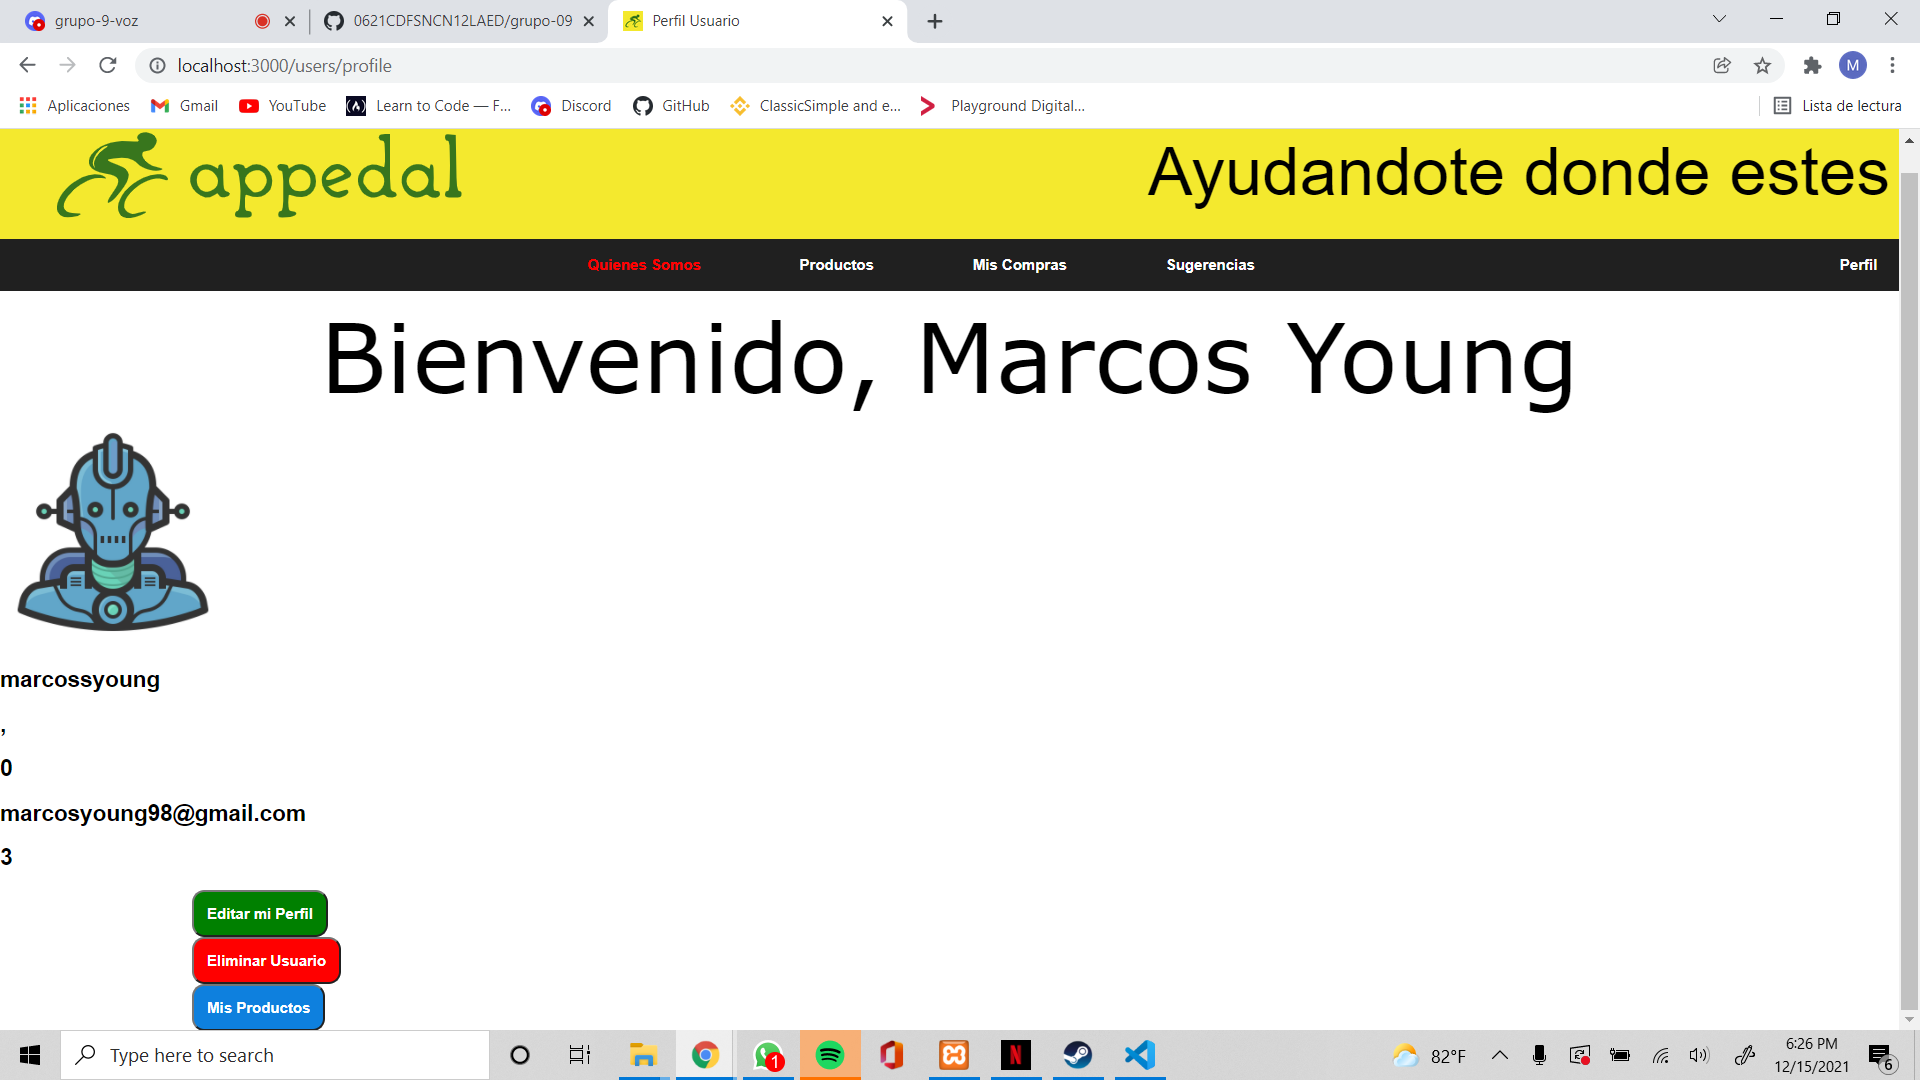 grupo-9-voz
0621CDFSNCN12LAED/grupo-09
Perfil Usuario
localhost:3000/users/profile
M
Aplicaciones
Gmail
YouTube
Learn to Code — F...
Discord
GitHub
ClassicSimple and e...
Playground Digital...
Lista de lectura
appedal
Ayudandote donde estes
Quienes Somos
Productos
Mis Compras
Sugerencias
Perfil
Bienvenido, Marcos Young
marcossyoung
,
0
marcosyoung98@gmail.com
3
Editar mi Perfil
Eliminar Usuario
Mis Productos
Type here to search
1
N
82°F
6:26 PM
12/15/2021
6